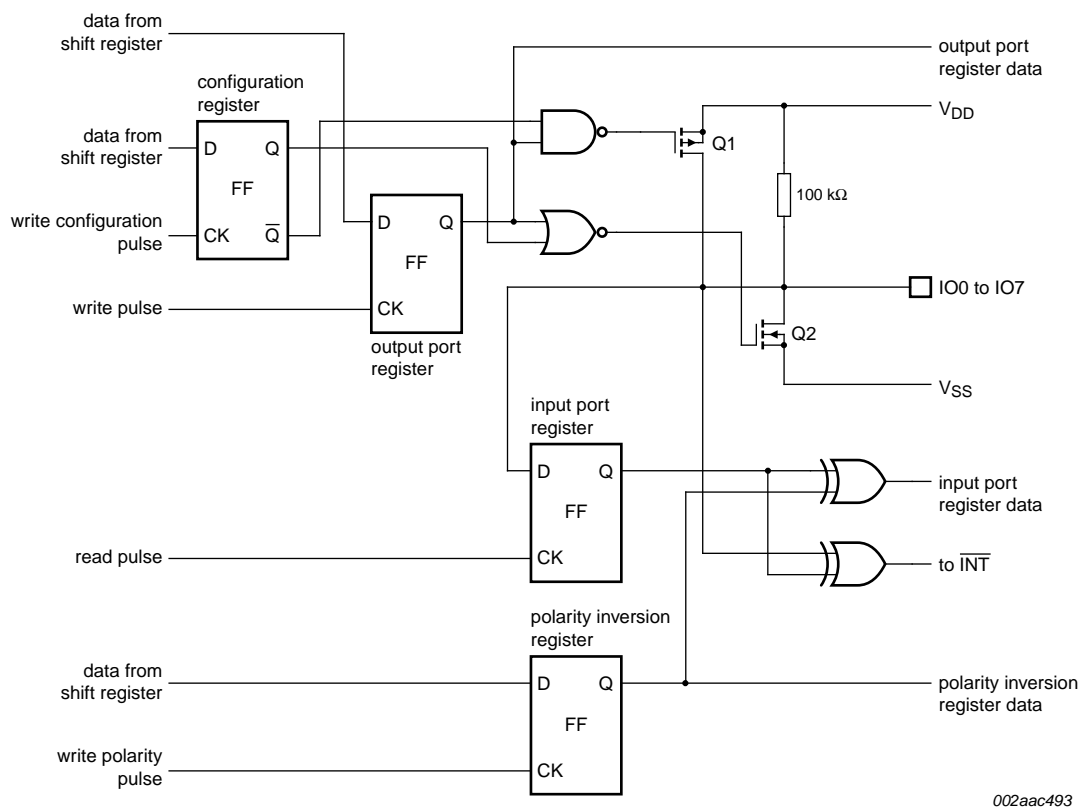 data from
shift register
output port
register data
configuration
register
VDD
Q1
data from
shift register
D
Q
FF
100 kΩ
write configuration
pulse
CK
Q̅
D
Q
FF
IO0 to IO7
write pulse
CK
Q2
output port
register
VSS
input port
register
D
Q
FF
input port
register data
read pulse
CK
to I̅N̅T̅
polarity inversion
register
data from
shift register
D
Q
FF
polarity inversion
register data
write polarity
pulse
CK
002aac493